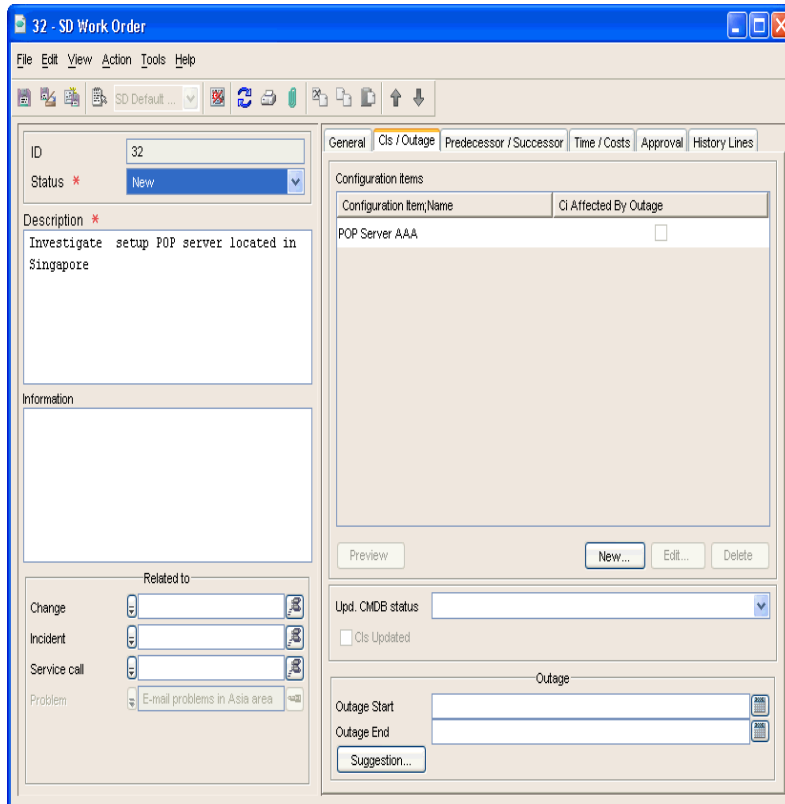 32 - SD Work Order
File Edit View Action Tools Help
SD Default ...
ID 32
Status * New
Description *
Investigate setup POP server located in
Singapore
Information
Related to
Change
Incident
Service call
Problem E-mail problems in Asia area
General CIs / Outage Predecessor / Successor Time / Costs Approval History Lines
Configuration items
Configuration Item;Name Ci Affected By Outage
POP Server AAA
Preview New... Edit... Delete
Upd. CMDB status
CIs Updated
Outage
Outage Start
Outage End
Suggestion...